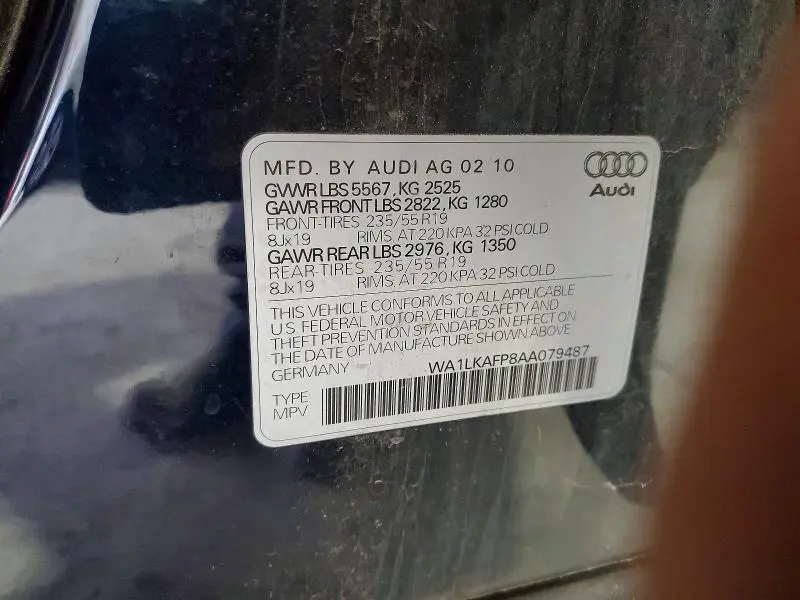 MFD. BY AUDI AG 02 10
Audi
GVWR LBS 5567, KG 2525
GAWR FRONT LBS 2822, KG 1280
FRONT-TIRES 235/55 R19
8Jx19 RIMS, AT 220 KPA 32 PSI COLD
GAWR REAR LBS 2976, KG 1350
REAR-TIRES 235/55 R 19
8Jx19 RIMS, AT 220 KPA 32 PSI COLD
THIS VEHICLE CONFORMS TO ALL APPLICABLE
U.S. FEDERAL MOTOR VEHICLE SAFETY AND
THEFT PREVENTION STANDARDS IN EFFECT ON
THE DATE OF MANUFACTURE SHOWN ABOVE
GERMANY WA1LKAFP8AA079487
TYPE:
MPV